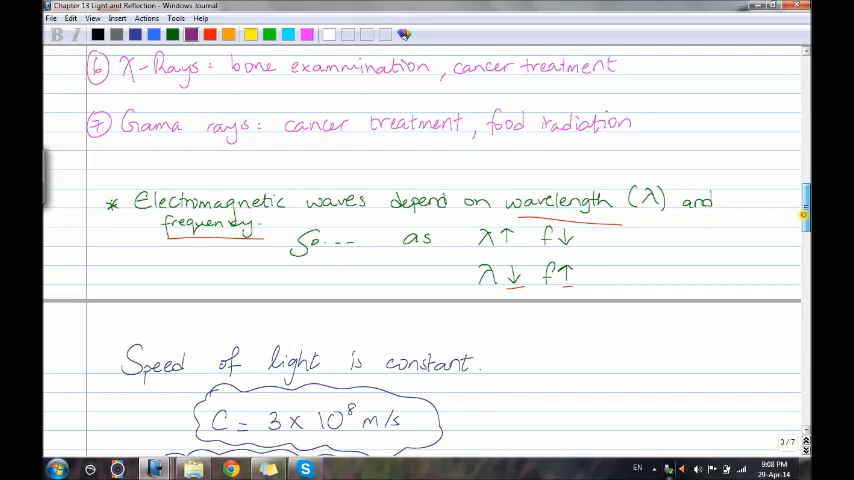 Chapter 13 Light and Reflection - Windows Journal
File Edit View Insert Actions Tools Help
B I
⑥ X-Rays: bone exammination, cancer treatment
⑦ Gama rays: cancer treatment, food iradiation
* Electromagnetic waves depend on wavelength (λ) and
frequency.
So.... as λ↑ f↓
λ↓ f↑
Speed of light is constant.
C = 3 x 10⁸ m/s
3 / 7
EN
9:08 PM
29-Apr-14